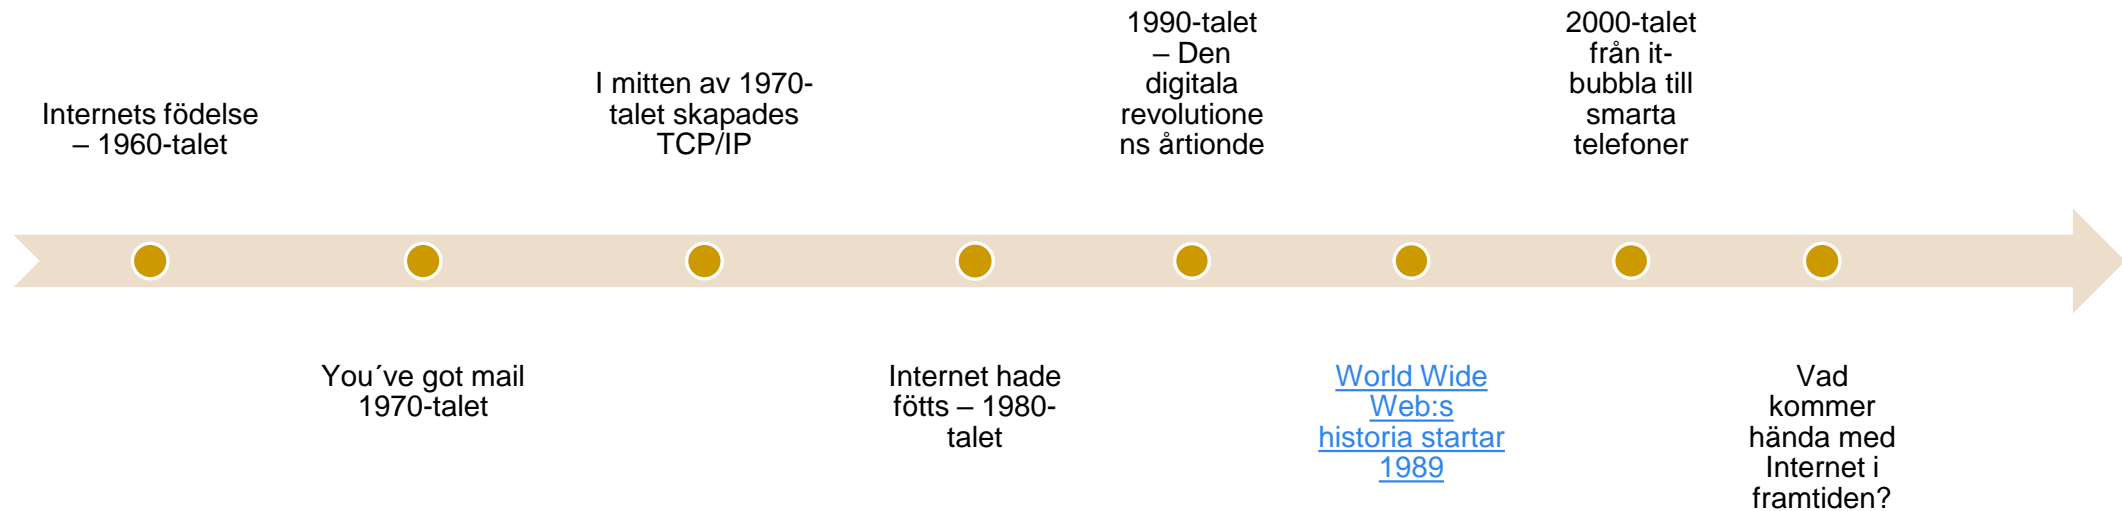 Internets födelse
– 1960-talet
You´ve got mail
1970-talet
I mitten av 1970-
talet skapades
TCP/IP
Internet hade
fötts – 1980-
talet
1990-talet
– Den
digitala
revolutione
ns årtionde
World Wide
Web:s
historia startar
1989
2000-talet
från it-
bubbla till
smarta
telefoner
Vad
kommer
hända med
Internet i
framtiden?